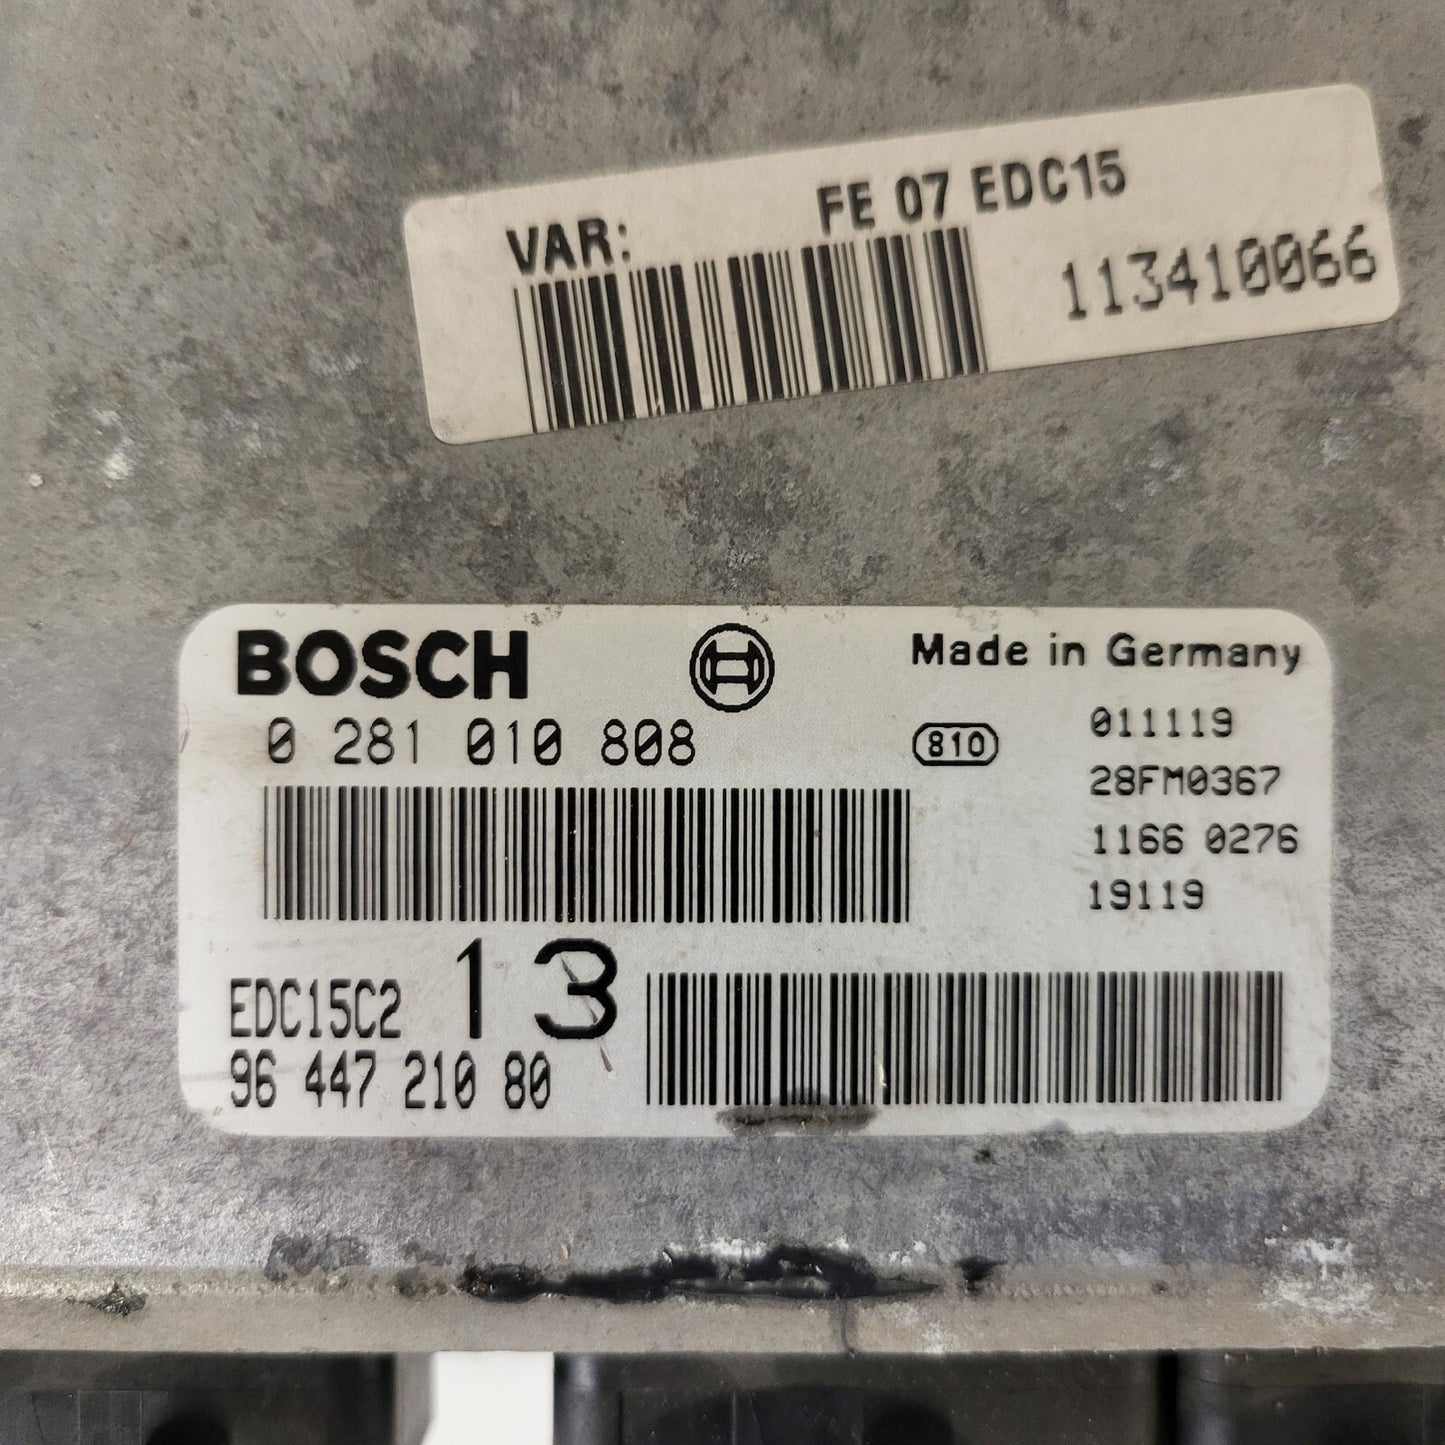 VAR:
FE 07 EDC15
113410066
BOSCH
Made in Germany
0 281 010 808
810
011119
28FM0367
1166 0276
19119
EDC15C2
13
96 447 210 80